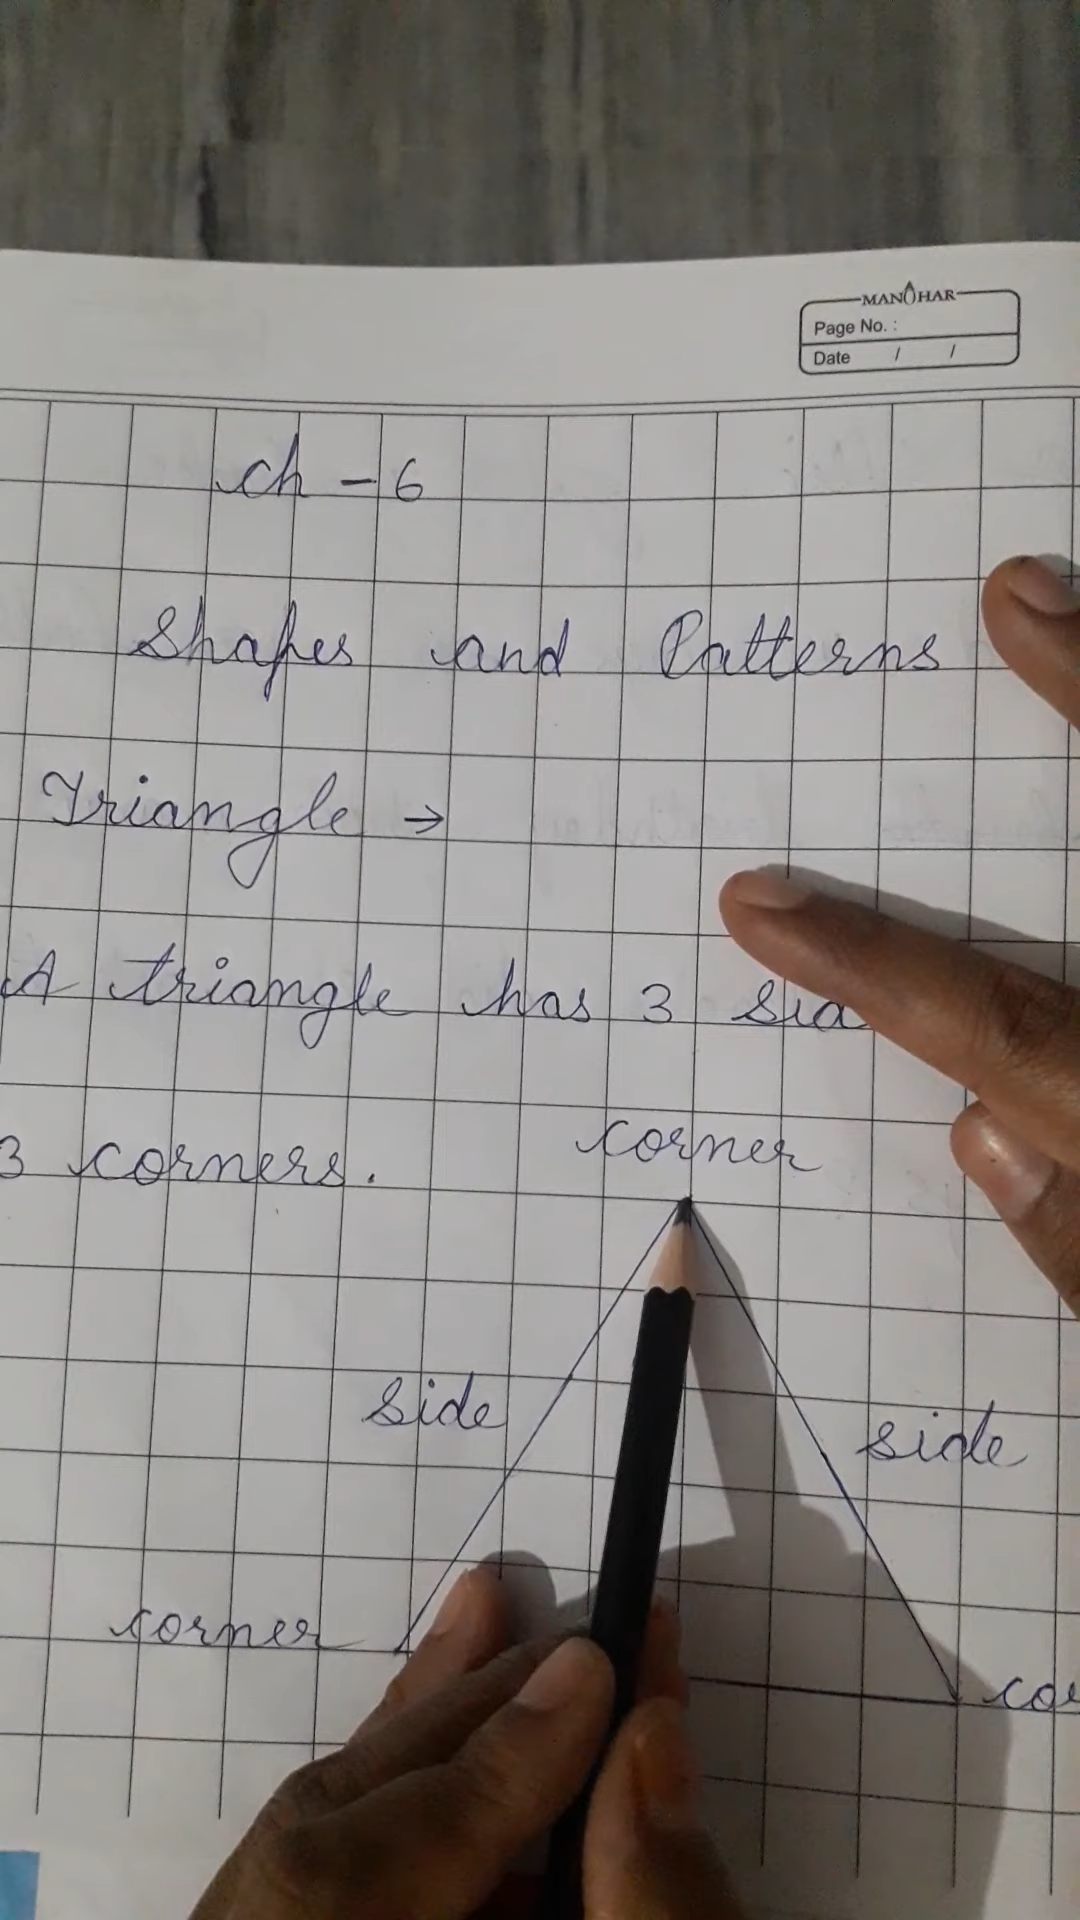 MANOHAR
Page No. :
Date / /
Ch - 6
Shapes and Patterns
Triangle →
A triangle has 3
3 corners.
corner
side
side
corner